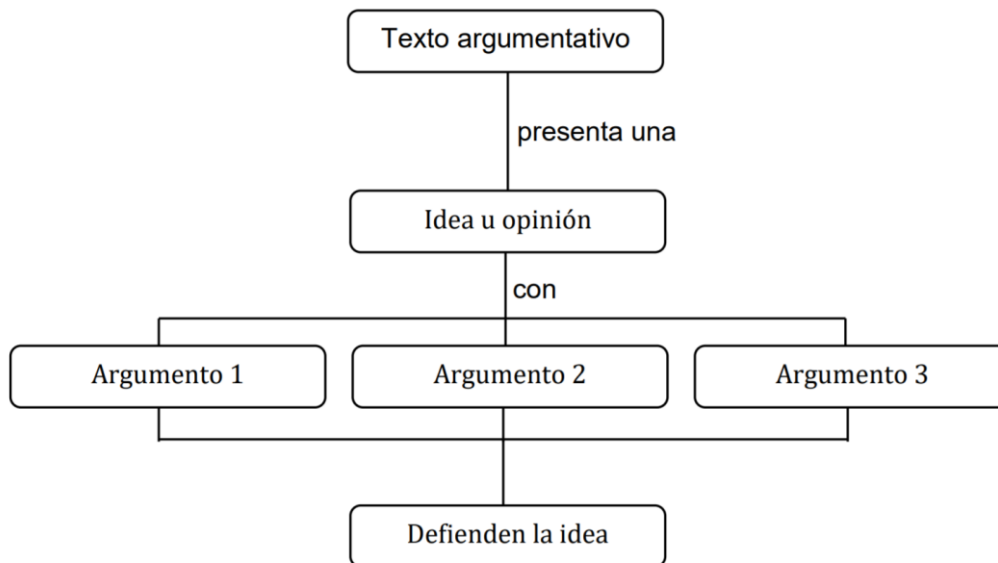 Texto argumentativo
presenta una
Idea u opinión
con
Argumento 1
Argumento 2
Argumento 3
Defienden la idea